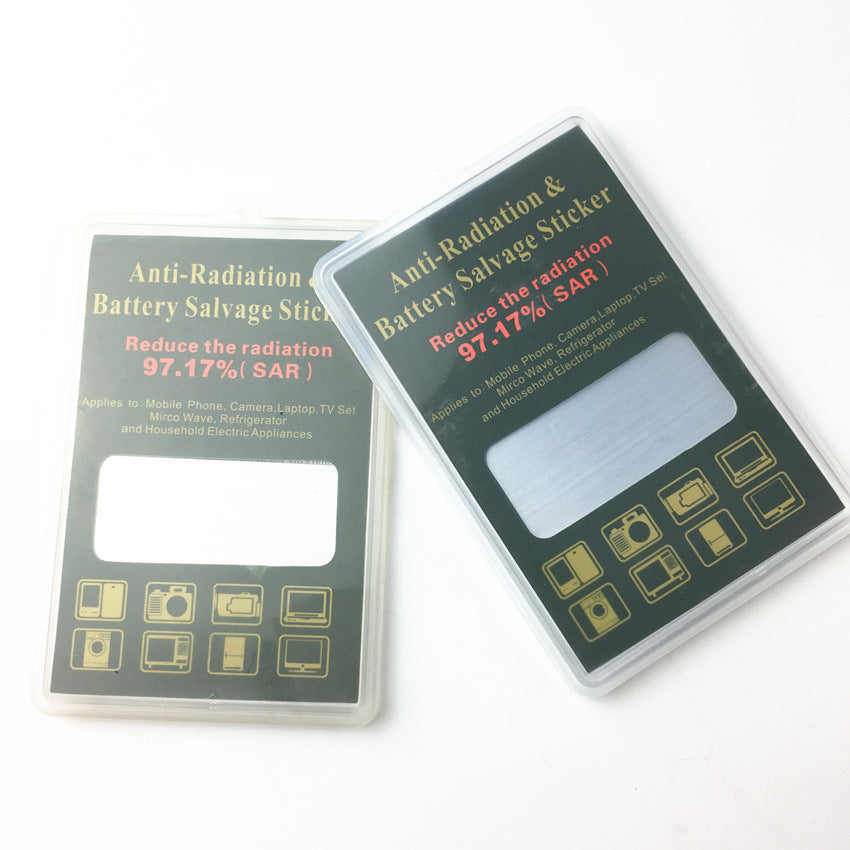 Anti-Radiation &
Battery Salvage Stick
Reduce the radiation
97.17%( SAR )
Applies to: Mobile Phone, Camera,Laptop,TV Set
Mirco Wave, Refrigerator
and Household Electric Appliances
Anti-Radiation &
Battery Salvage Sticker
Reduce the radiation
97.17%( SAR )
Applies to: Mobile Phone, Camera,Laptop,TV Set
Mirco Wave, Refrigerator
and Household Electric Appliances